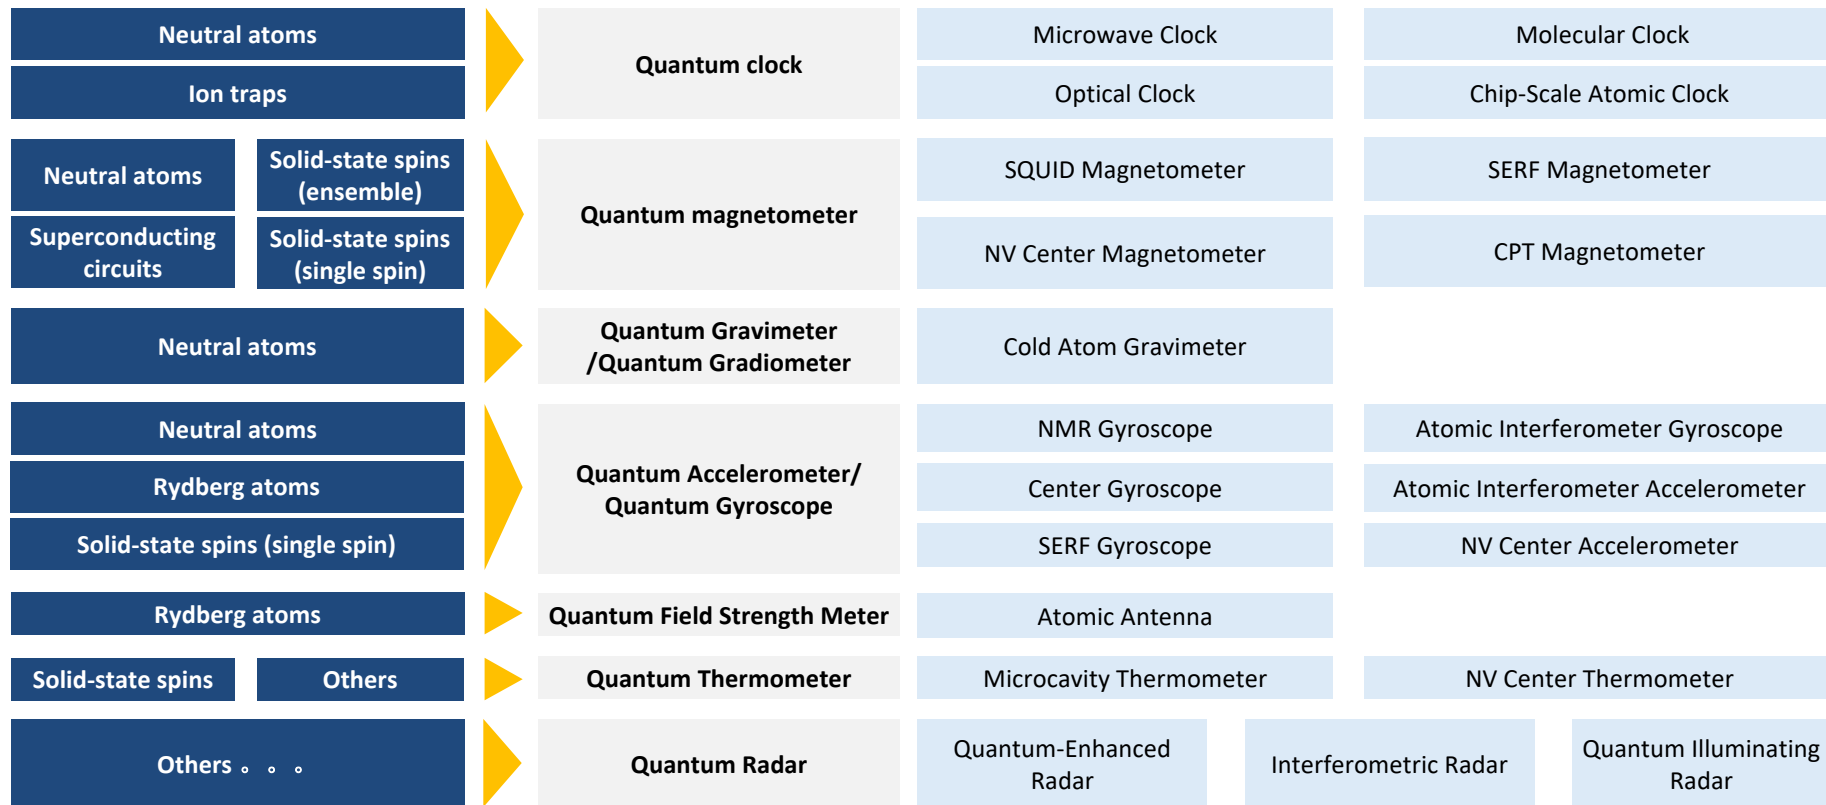 Neutral atoms
Ion traps
Quantum clock
Microwave Clock
Molecular Clock
Optical Clock
Chip-Scale Atomic Clock
Neutral atoms
Solid-state spins
(ensemble)
Superconducting
circuits
Solid-state spins
(single spin)
Quantum magnetometer
SQUID Magnetometer
SERF Magnetometer
NV Center Magnetometer
CPT Magnetometer
Neutral atoms
Quantum Gravimeter
/Quantum Gradiometer
Cold Atom Gravimeter
Neutral atoms
Rydberg atoms
Solid-state spins (single spin)
Quantum Accelerometer/
Quantum Gyroscope
NMR Gyroscope
Atomic Interferometer Gyroscope
Center Gyroscope
Atomic Interferometer Accelerometer
SERF Gyroscope
NV Center Accelerometer
Rydberg atoms
Quantum Field Strength Meter
Atomic Antenna
Solid-state spins
Others
Quantum Thermometer
Microcavity Thermometer
NV Center Thermometer
Others 。 。 。
Quantum Radar
Quantum-Enhanced
Radar
Interferometric Radar
Quantum Illuminating
Radar